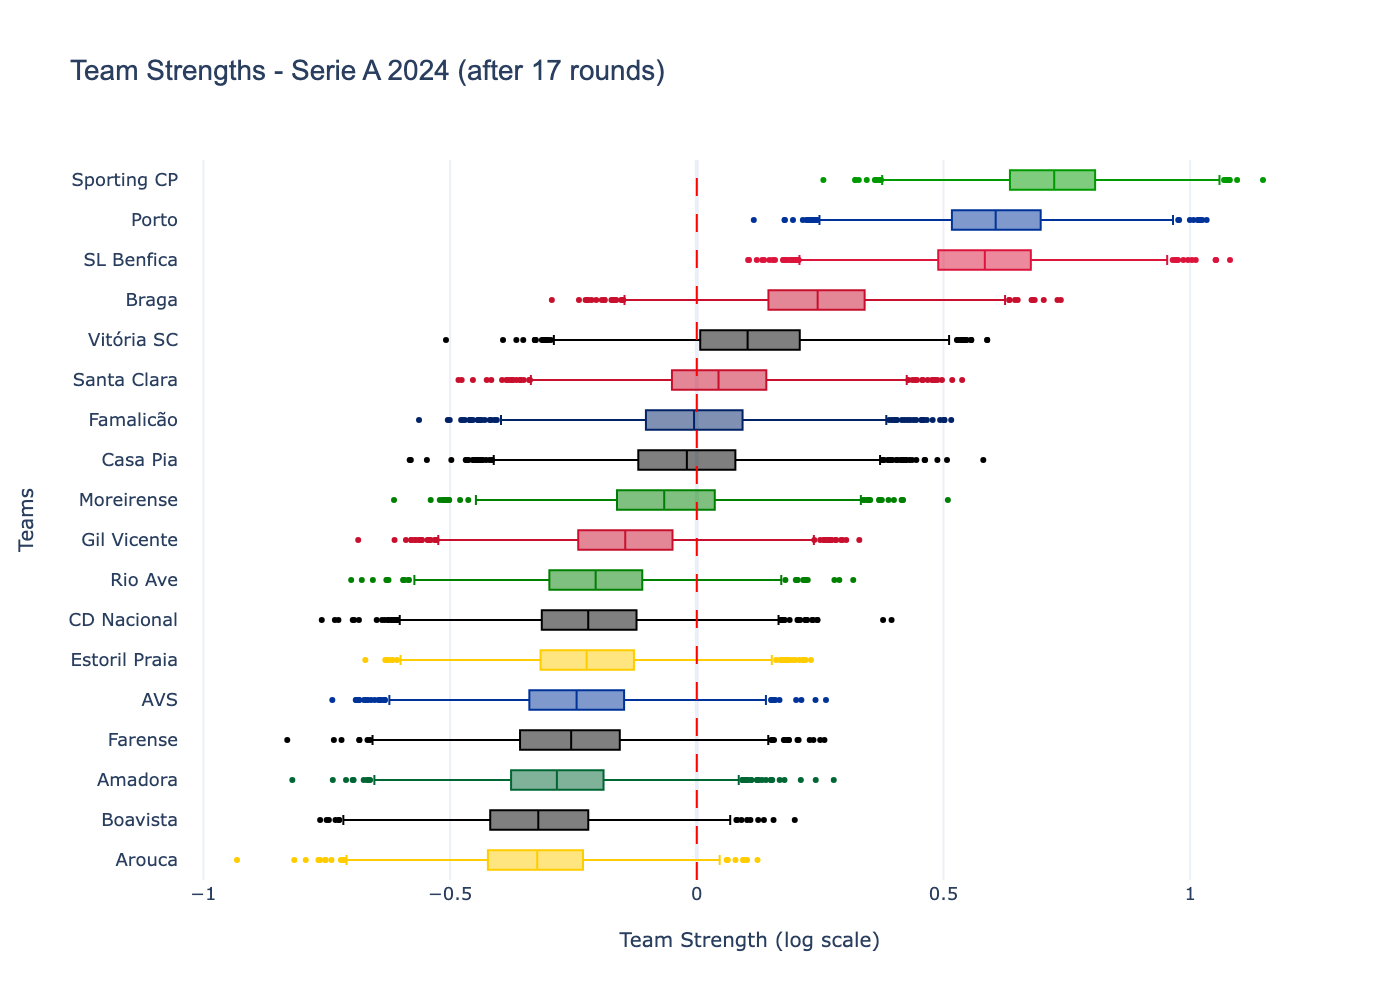 Team Strengths - Serie A 2024 (after 17 rounds)
Sporting CP
Porto
SL Benfica
Braga
Vitória SC
Santa Clara
Famalicão
Casa Pia
Moreirense
Gil Vicente
Rio Ave
CD Nacional
Estoril Praia
AVS
Farense
Amadora
Boavista
Arouca
Teams
−1
−0.5
0
0.5
1
Team Strength (log scale)